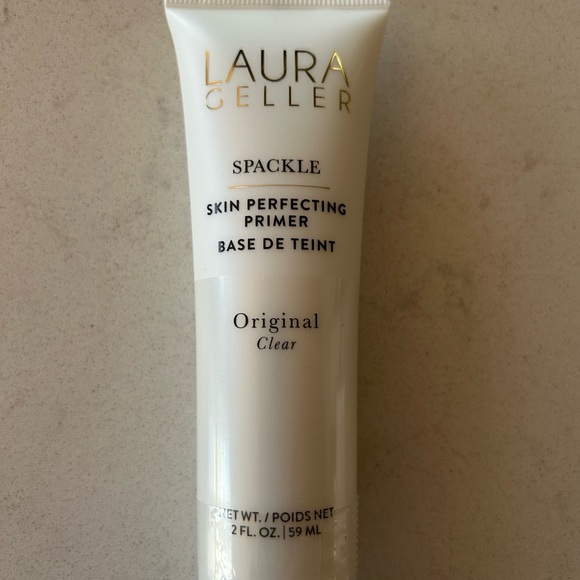 LAURA
GELLER
SPACKLE
SKIN PERFECTING
PRIMER
BASE DE TEINT
Original
Clear
NET WT. / POIDS NET
2 FL. OZ. | 59 ML